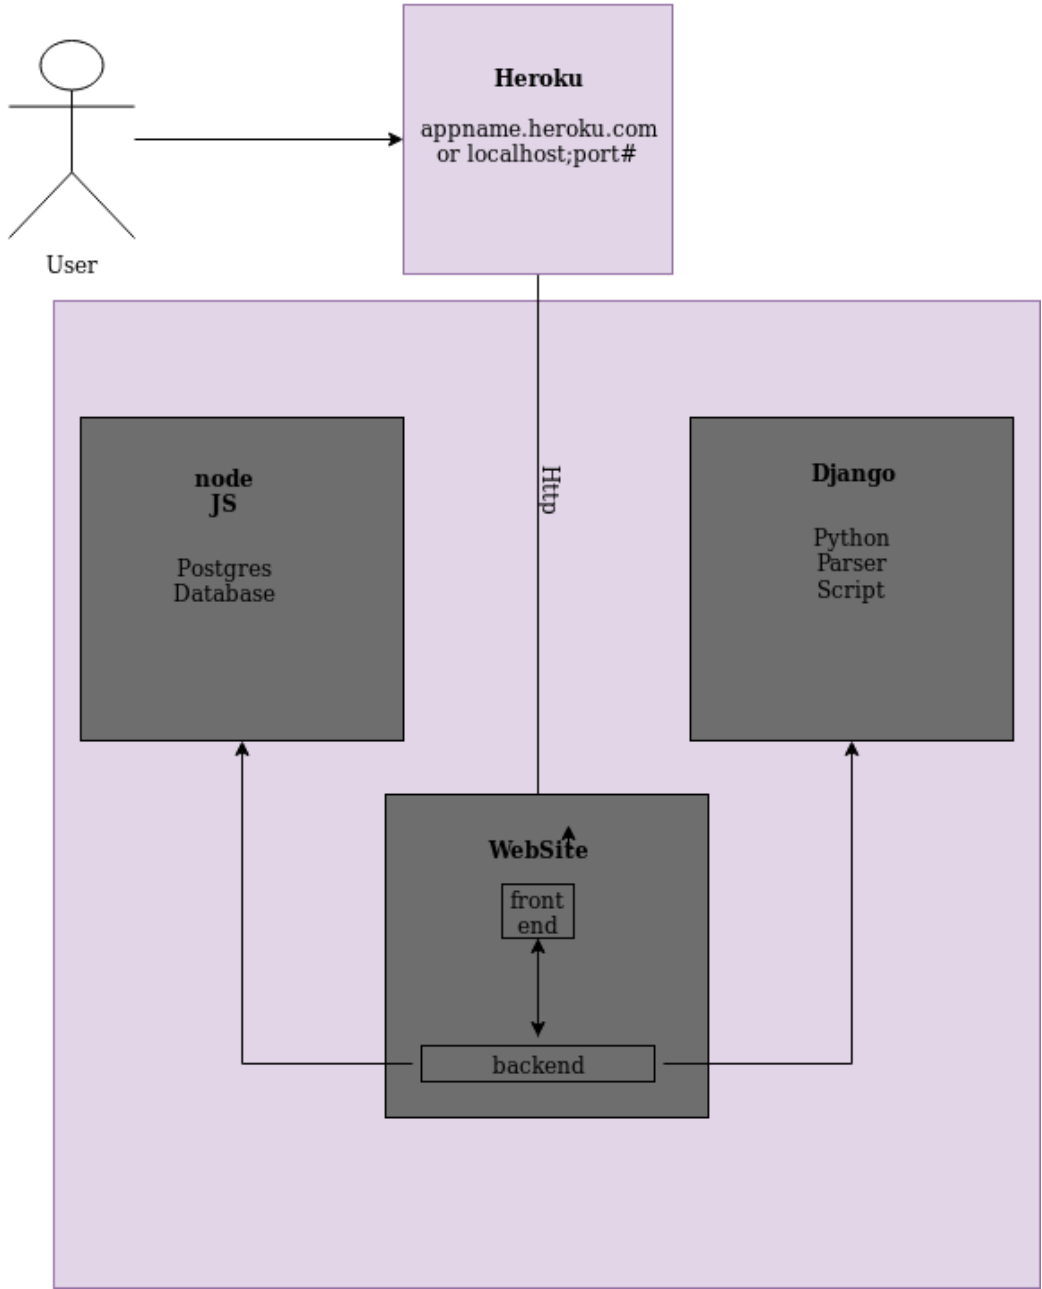 Heroku
appname.heroku.com
or localhost;port#
User
Http
node
JS
Postgres
Database
Django
Python
Parser
Script
WebSite
front
end
backend